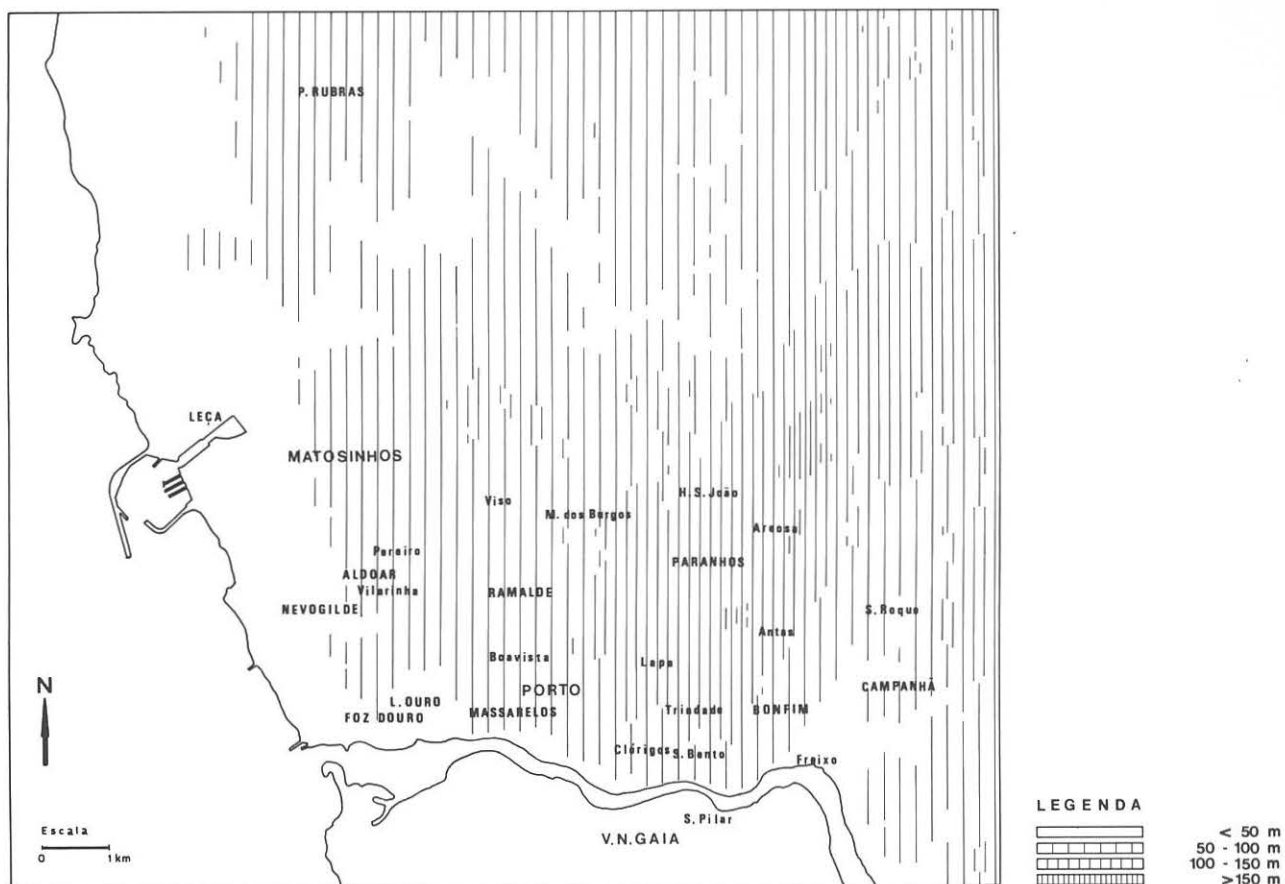 P. RUBRAS
LEÇA
MATOSINHOS
Viso
H.S.João
M. dos Burgos
Areosa
Pereiro
PARANHOS
ALDOAR
Vilarinha
RAMALDE
NEVOGILDE
S. Roque
Antas
Boavista
Lapa
N
PORTO
CAMPANHÃ
L. OURO
FOZ DOURO
MASSARELOS
Trindade
BONFIM
Clérigos
S. Bento
Freixo
S. Pilar
V.N.GAIA
Escala
0 1 km
LEGENDA
< 50 m
50 - 100 m
100 - 150 m
>150 m